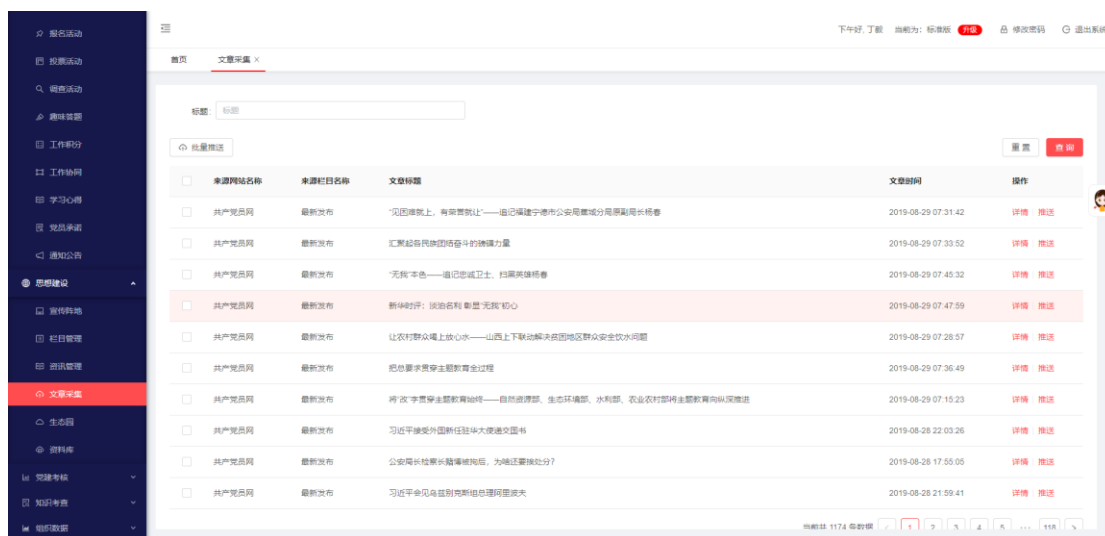 下午好, 丁毅 当前为: 标准版 升级 修改密码 退出系统
首页 文章采集 ×
报名活动
投票活动
调查活动
趣味答题
工作积分
工作协同
学习心得
党员承诺
通知公告
思想建设
宣传阵地
栏目管理
资讯管理
文章采集
生态园
资料库
党建考核
知识考查
组织数据
标题: 标题
批量推送 重置 查询
来源网站名称 来源栏目名称 文章标题 文章时间 操作
共产党员网 最新发布 “见困难就上，有荣誉就让”——追记福建宁德市公安局蕉城分局原副局长杨春 2019-08-29 07:31:42 详情 推送
共产党员网 最新发布 汇聚起各民族团结奋斗的磅礴力量 2019-08-29 07:33:52 详情 推送
共产党员网 最新发布 “无我”本色——追记忠诚卫士、扫黑英雄杨春 2019-08-29 07:45:32 详情 推送
共产党员网 最新发布 新华时评：淡泊名利 彰显“无我”初心 2019-08-29 07:47:59 详情 推送
共产党员网 最新发布 让农村群众喝上放心水——山西上下联动解决贫困地区群众安全饮水问题 2019-08-29 07:28:57 详情 推送
共产党员网 最新发布 把总要求贯穿主题教育全过程 2019-08-29 07:36:49 详情 推送
共产党员网 最新发布 将“改”字贯穿主题教育始终——自然资源部、生态环境部、水利部、农业农村部将主题教育向纵深推进 2019-08-29 07:15:23 详情 推送
共产党员网 最新发布 习近平接受外国新任驻华大使递交国书 2019-08-28 22:03:26 详情 推送
共产党员网 最新发布 公安局长检察长赌博被拘后，为啥还要挨处分？ 2019-08-28 17:55:05 详情 推送
共产党员网 最新发布 习近平会见乌兹别克斯坦总理阿里波夫 2019-08-28 21:59:41 详情 推送
当前共 1174 条数据 < 1 2 3 4 5 ··· 118 >